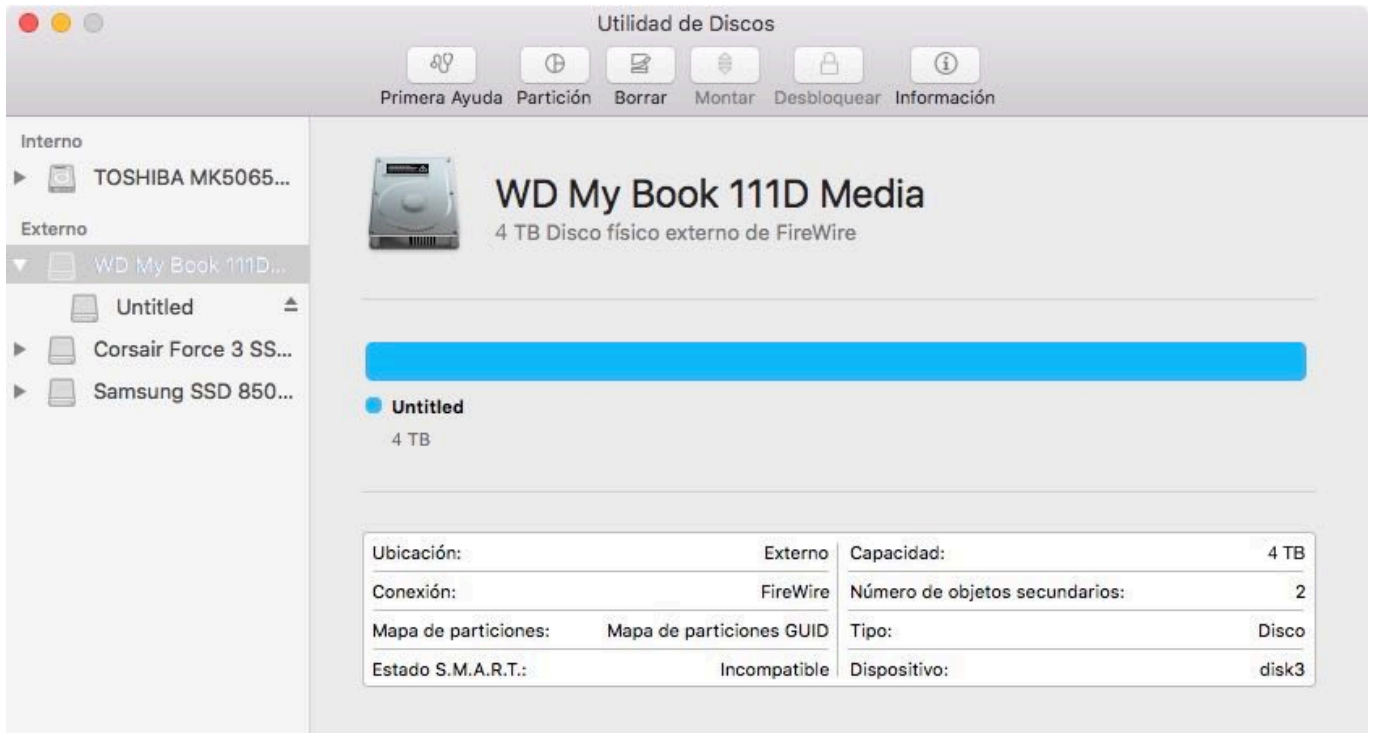 Utilidad de Discos
Primera Ayuda Partición Borrar Montar Desbloquear Información
Interno
TOSHIBA MK5065...
Externo
WD My Book 111D...
Untitled
Corsair Force 3 SS...
Samsung SSD 850...
WD My Book 111D Media
4 TB Disco físico externo de FireWire
Untitled
4 TB
Ubicación: Externo Capacidad: 4 TB
Conexión: FireWire Número de objetos secundarios: 2
Mapa de particiones: Mapa de particiones GUID Tipo: Disco
Estado S.M.A.R.T.: Incompatible Dispositivo: disk3